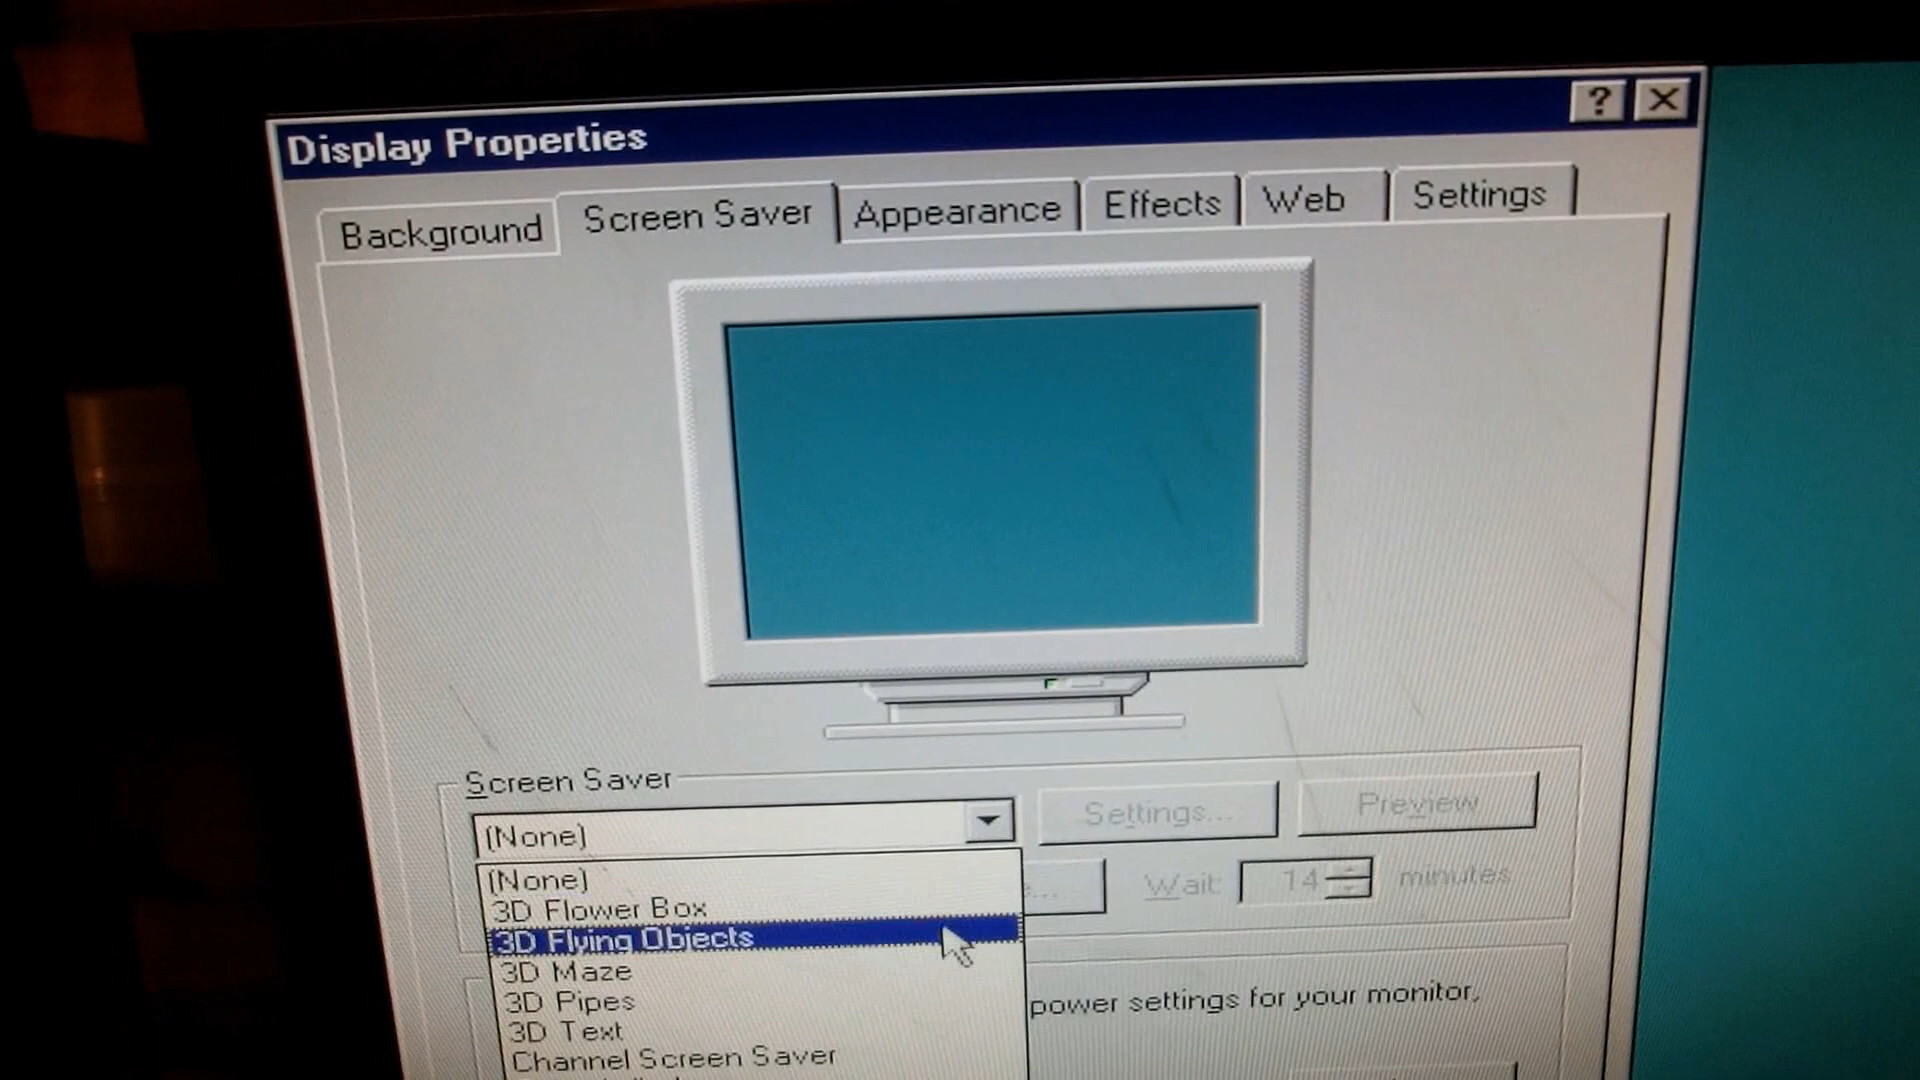 Display Properties
? X
Background Screen Saver Appearance Effects Web Settings
Screen Saver
(None) Settings... Preview
(None)
3D Flower Box
3D Flying Objects
3D Maze
3D Pipes
3D Text
Channel Screen Saver
Wait: 14 minutes
power settings for your monitor,